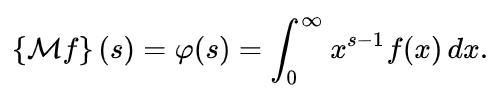 {ℳf} (s) = φ(s) = ∫₀^∞ x^{s−1} f(x) dx.